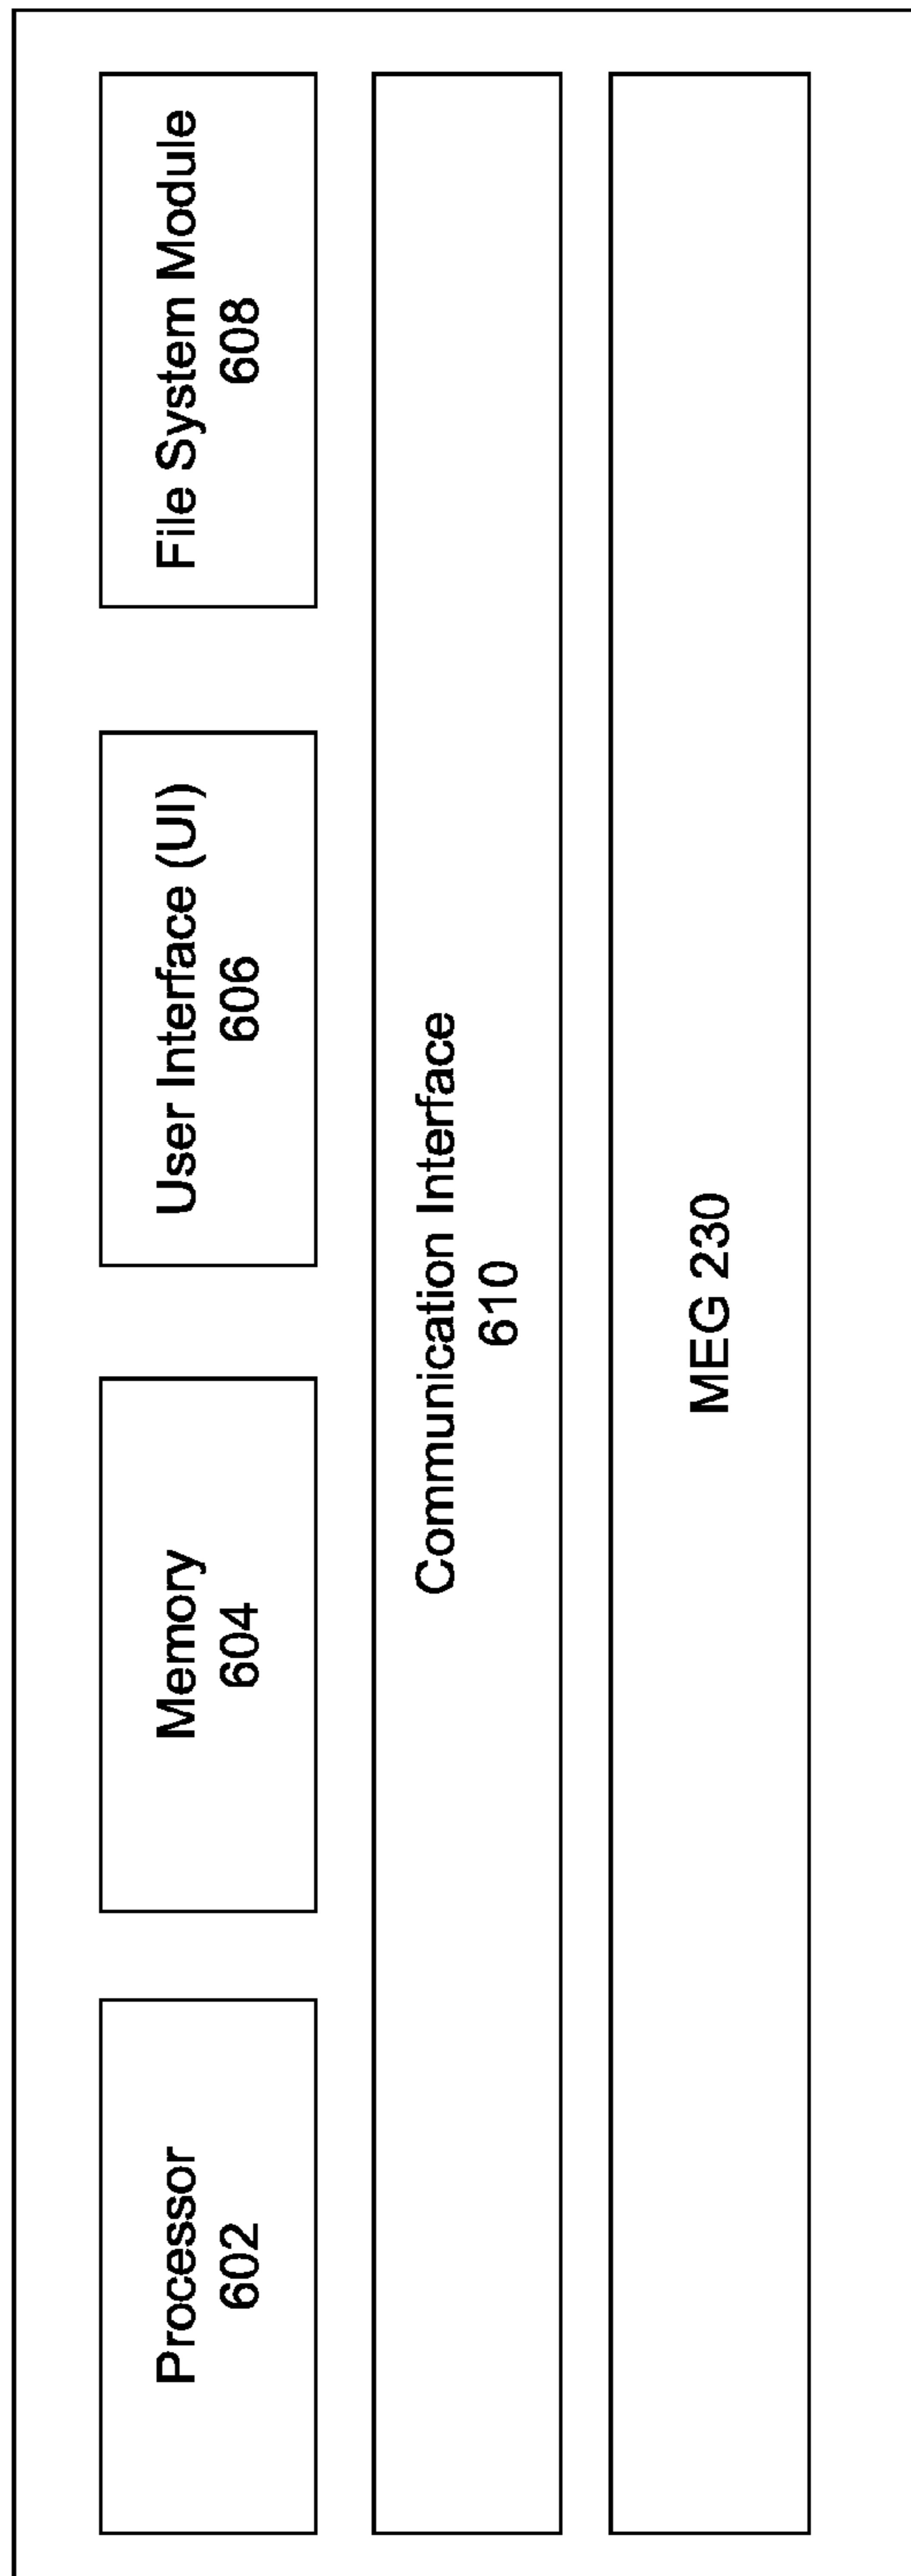 Processor
602
Memory
604
User Interface (UI)
606
File System Module
608
Communication Interface
610
MEG 230